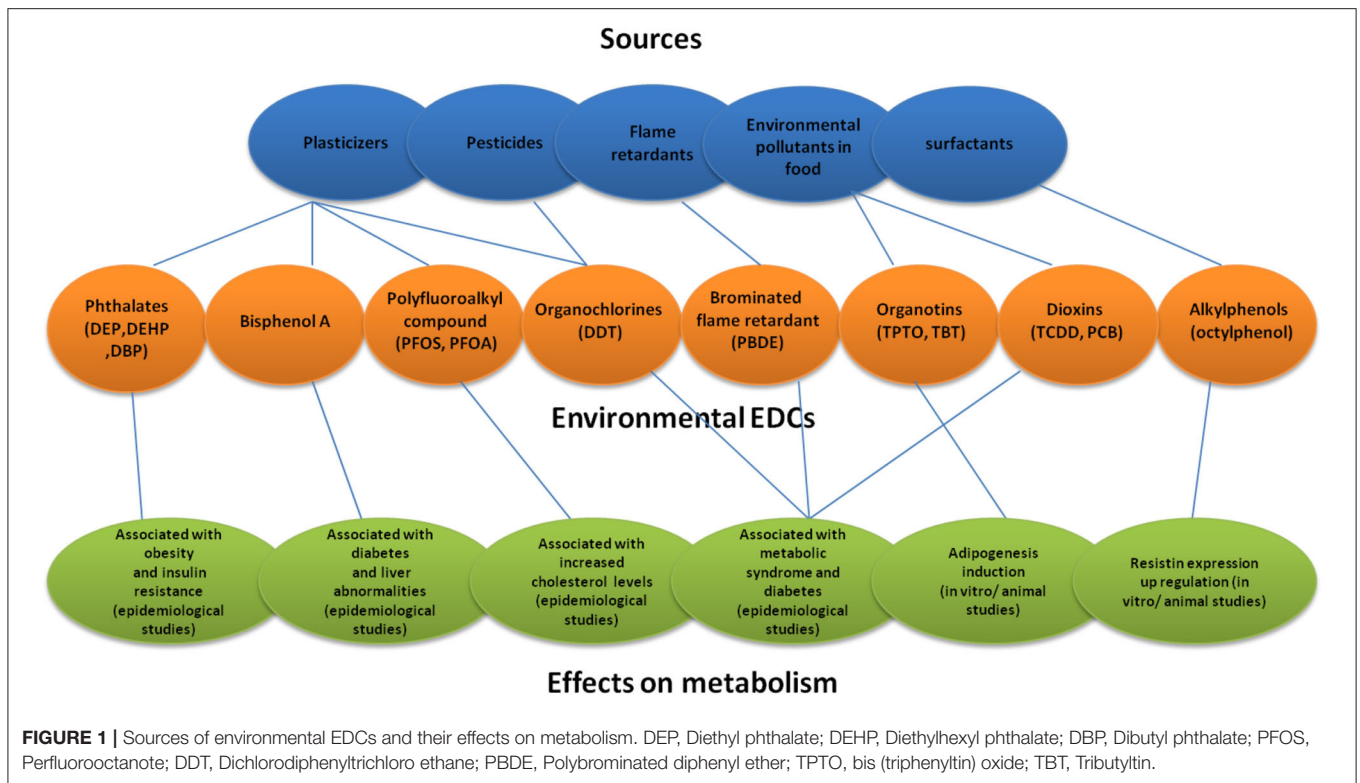 Sources
Plasticizers
Pesticides
Flame
retardants
Environmental
pollutants in
food
surfactants
Phthalates
(DEP,DEHP
,DBP)
Bisphenol A
Polyfluoroalkyl
compound
(PFOS, PFOA)
Organochlorines
(DDT)
Brominated
flame retardant
(PBDE)
Organotins
(TPTO, TBT)
Dioxins
(TCDD, PCB)
Alkylphenols
(octylphenol)
Environmental EDCs
Associated with
obesity
and insulin
resistance
(epidemiological
studies)
Associated with
diabetes
and liver
abnormalities
(epidemiological
studies)
Associated with
increased
cholesterol levels
(epidemiological
studies)
Associated with
metabolic
syndrome and
diabetes
(epidemiological
studies)
Adipogenesis
induction
(in vitro/ animal
studies)
Resistin expression
up regulation (in
vitro/ animal studies)
Effects on metabolism
FIGURE 1 | Sources of environmental EDCs and their effects on metabolism. DEP, Diethyl phthalate; DEHP, Diethylhexyl phthalate; DBP, Dibutyl phthalate; PFOS,
Perfluorooctanote; DDT, Dichlorodiphenyltrichloro ethane; PBDE, Polybrominated diphenyl ether; TPTO, bis (triphenyltin) oxide; TBT, Tributyltin.